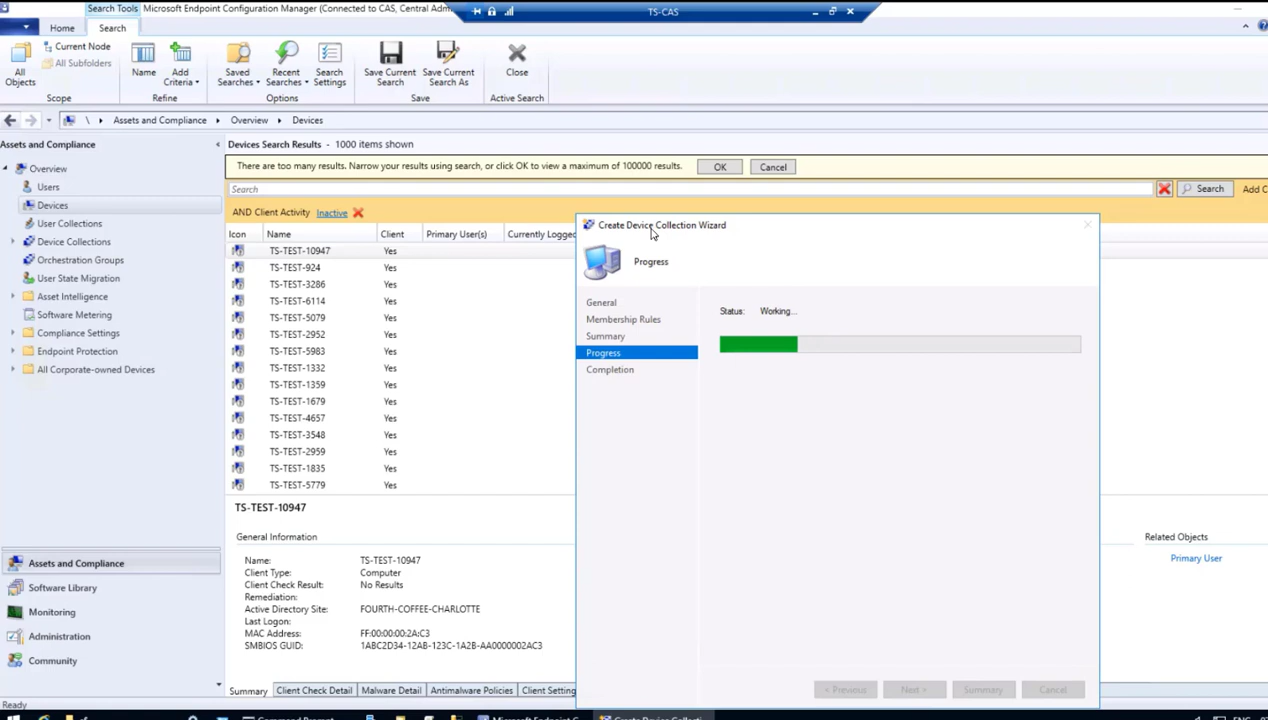 Search Tools
Microsoft Endpoint Configuration Manager (Connected to CAS, Central Adm
TS-CAS
Home
Search
All Objects
Current Node
All Subfolders
Scope
Name
Add Criteria
Refine
Saved Searches
Recent Searches
Search Settings
Options
Save Current Search
Save Current Search As
Save
Close
Active Search
\ Assets and Compliance Overview Devices
Assets and Compliance
Overview
Users
Devices
User Collections
Device Collections
Orchestration Groups
User State Migration
Asset Intelligence
Software Metering
Compliance Settings
Endpoint Protection
All Corporate-owned Devices
Assets and Compliance
Software Library
Monitoring
Administration
Community
Ready
Devices Search Results - 1000 items shown
There are too many results. Narrow your results using search, or click OK to view a maximum of 100000 results.
OK
Cancel
Search
Search
Add C
AND Client Activity Inactive
Icon Name Client Primary User(s) Currently Logged
TS-TEST-10947 Yes
TS-TEST-924 Yes
TS-TEST-3286 Yes
TS-TEST-6114 Yes
TS-TEST-5079 Yes
TS-TEST-2952 Yes
TS-TEST-5983 Yes
TS-TEST-1332 Yes
TS-TEST-1359 Yes
TS-TEST-1679 Yes
TS-TEST-4657 Yes
TS-TEST-3548 Yes
TS-TEST-2959 Yes
TS-TEST-1835 Yes
TS-TEST-5779 Yes
TS-TEST-10947
General Information
Name: TS-TEST-10947
Client Type: Computer
Client Check Result: No Results
Remediation:
Active Directory Site: FOURTH-COFFEE-CHARLOTTE
Last Logon:
MAC Address: FF:00:00:00:2A:C3
SMBIOS GUID: 1ABC2D34-12AB-123C-1A2B-AA0000002AC3
Summary Client Check Detail Malware Detail Antimalware Policies Client Setting
Related Objects
Primary User
Create Device Collection Wizard
Progress
General
Membership Rules
Summary
Progress
Completion
Status: Working...
< Previous
Next >
Summary
Cancel
Command Prompt
Microsoft Endpoint C
Create Device Collecti
ENG